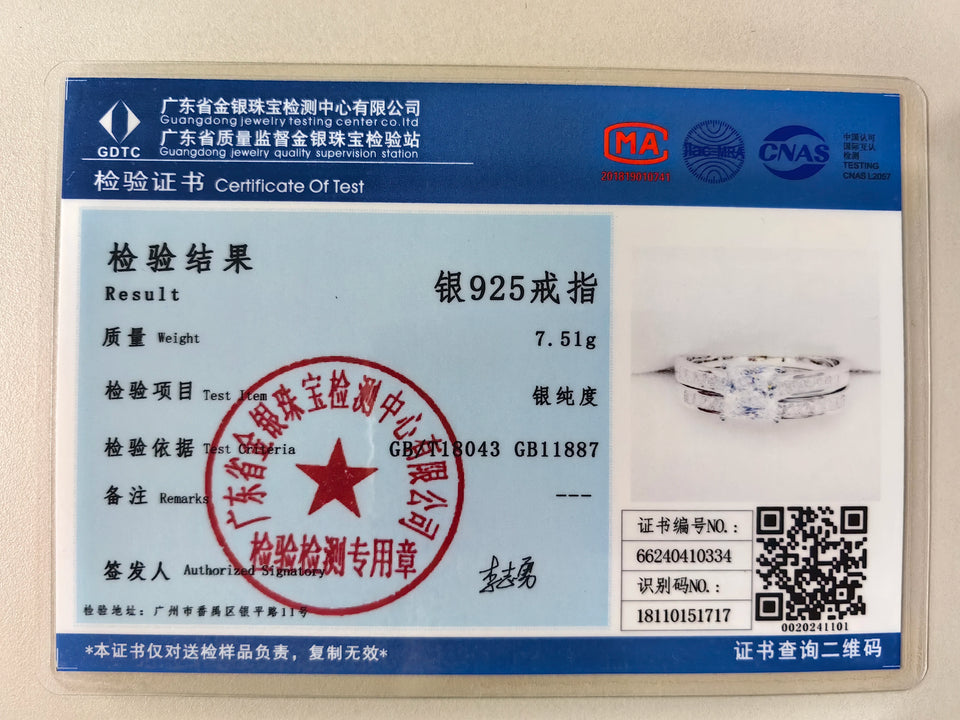 广东省金银珠宝检测中心有限公司
Guangdong jewelry testing center co.ltd
广东省质量监督金银珠宝检验站
Guangdong jewelry quality supervision station
GDTC
检验证书 Certificate Of Test
MA
201819010741
ilac-MRA
CNAS
中国认可
国际互认
检测
TESTING
CNAS L2057
检验结果
Result
银925戒指
质量 Weight 7.51g
检验项目 Test Item 银纯度
检验依据 Test Criteria GB/T18043 GB11887
备注 Remarks ---
签发人 Authorized Signatory 李志勇
广东省金银珠宝检测中心有限公司
检验检测专用章
检验地址：广州市番禺区银平路11号
证书编号NO.：
66240410334
识别码NO.：
18110151717
0020241101
*本证书仅对送检样品负责，复制无效*
证书查询二维码